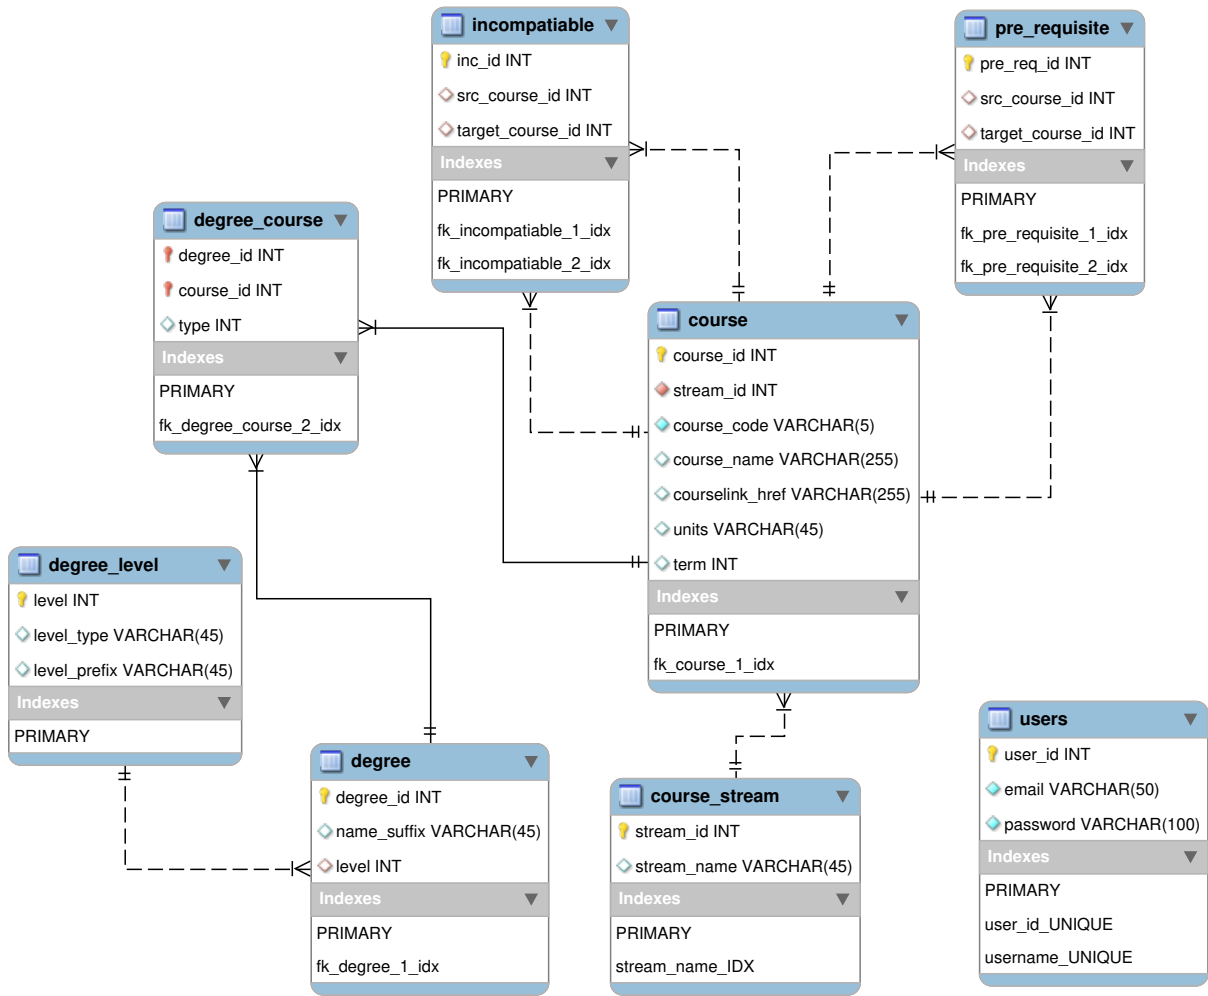 incompatiable
inc_id INT
src_course_id INT
target_course_id INT
Indexes
PRIMARY
fk_incompatiable_1_idx
fk_incompatiable_2_idx
pre_requisite
pre_req_id INT
src_course_id INT
target_course_id INT
Indexes
PRIMARY
fk_pre_requisite_1_idx
fk_pre_requisite_2_idx
degree_course
degree_id INT
course_id INT
type INT
Indexes
PRIMARY
fk_degree_course_2_idx
course
course_id INT
stream_id INT
course_code VARCHAR(5)
course_name VARCHAR(255)
courselink_href VARCHAR(255)
units VARCHAR(45)
term INT
Indexes
PRIMARY
fk_course_1_idx
degree_level
level INT
level_type VARCHAR(45)
level_prefix VARCHAR(45)
Indexes
PRIMARY
degree
degree_id INT
name_suffix VARCHAR(45)
level INT
Indexes
PRIMARY
fk_degree_1_idx
course_stream
stream_id INT
stream_name VARCHAR(45)
Indexes
PRIMARY
stream_name_IDX
users
user_id INT
email VARCHAR(50)
password VARCHAR(100)
Indexes
PRIMARY
user_id_UNIQUE
username_UNIQUE